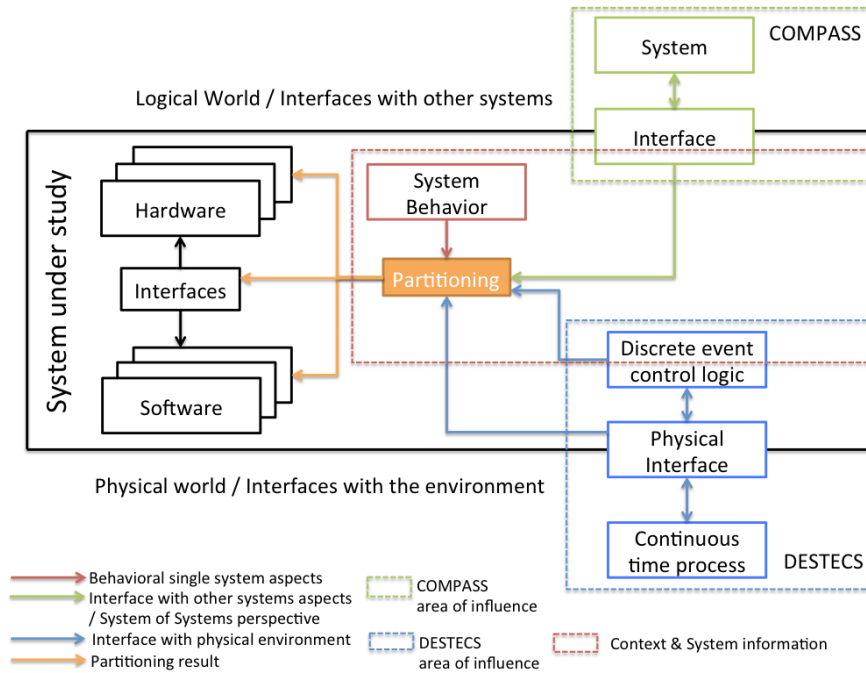 COMPASS
System
Logical World / Interfaces with other systems
Interface
System under study
Hardware
System
Behavior
Interfaces
Partitioning
Software
Discrete event
control logic
Physical
Interface
Physical world / Interfaces with the environment
Continuous
time process
DESTECS
Behavioral single system aspects
Interface with other systems aspects
/ System of Systems perspective
Interface with physical environment
Partitioning result
COMPASS
area of influence
DESTECS
area of influence
Context & System information